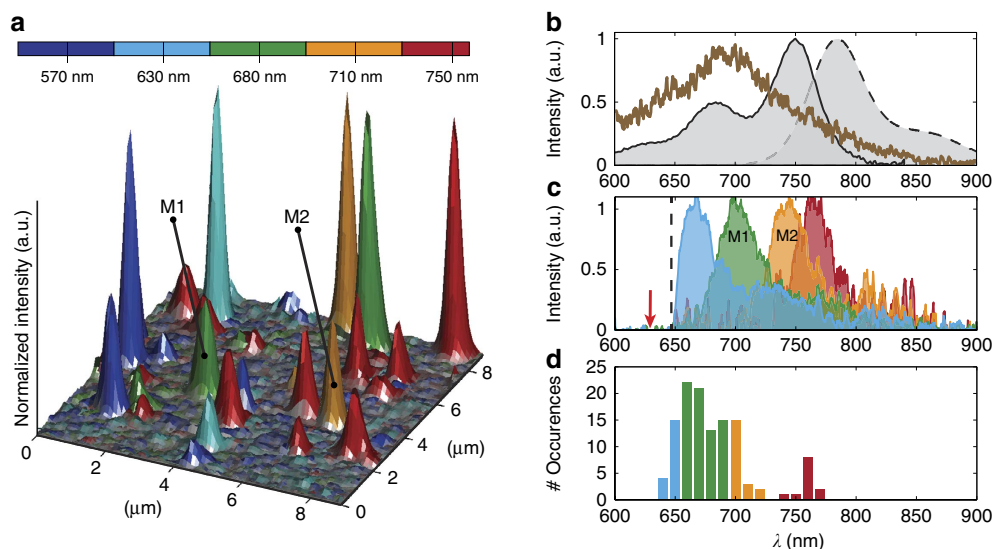 a
570 nm 630 nm 680 nm 710 nm 750 nm
M1
M2
Normalized intensity (a.u.)
0 2 4 6 8
(μm)
0 2 4 6 8
(μm)
b
Intensity (a.u.)
1
0.5
0
600 650 700 750 800 850 900
c
Intensity (a.u.)
1
0.5
0
M1 M2
600 650 700 750 800 850 900
d
# Occurences
25
20
15
10
5
0
600 650 700 750 800 850 900
λ (nm)